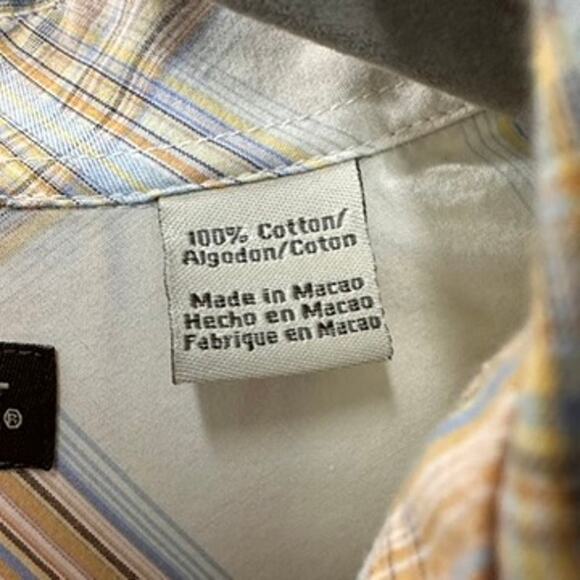 100% Cotton/
Algodon/Coton
Made in Macao
Hecho en Macao
Fabrique en Macao
®